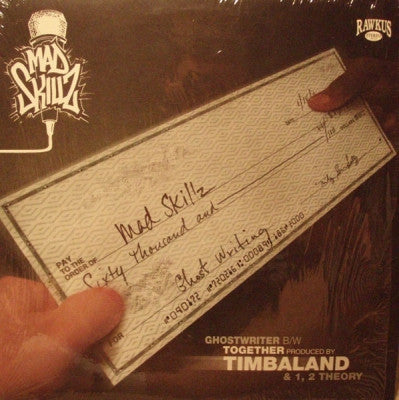 MAD
SKILLZ
RAWKUS
PAY
TO THE
ORDER OF
Mad Skillz
Sixty Thousand and
FOR
Ghost Writing
GHOSTWRITER B/W
TOGETHER PRODUCED BY
TIMBALAND
& 1, 2 THEORY